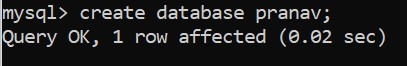 mysql> create database pranav;
Query OK, 1 row affected (0.02 sec)